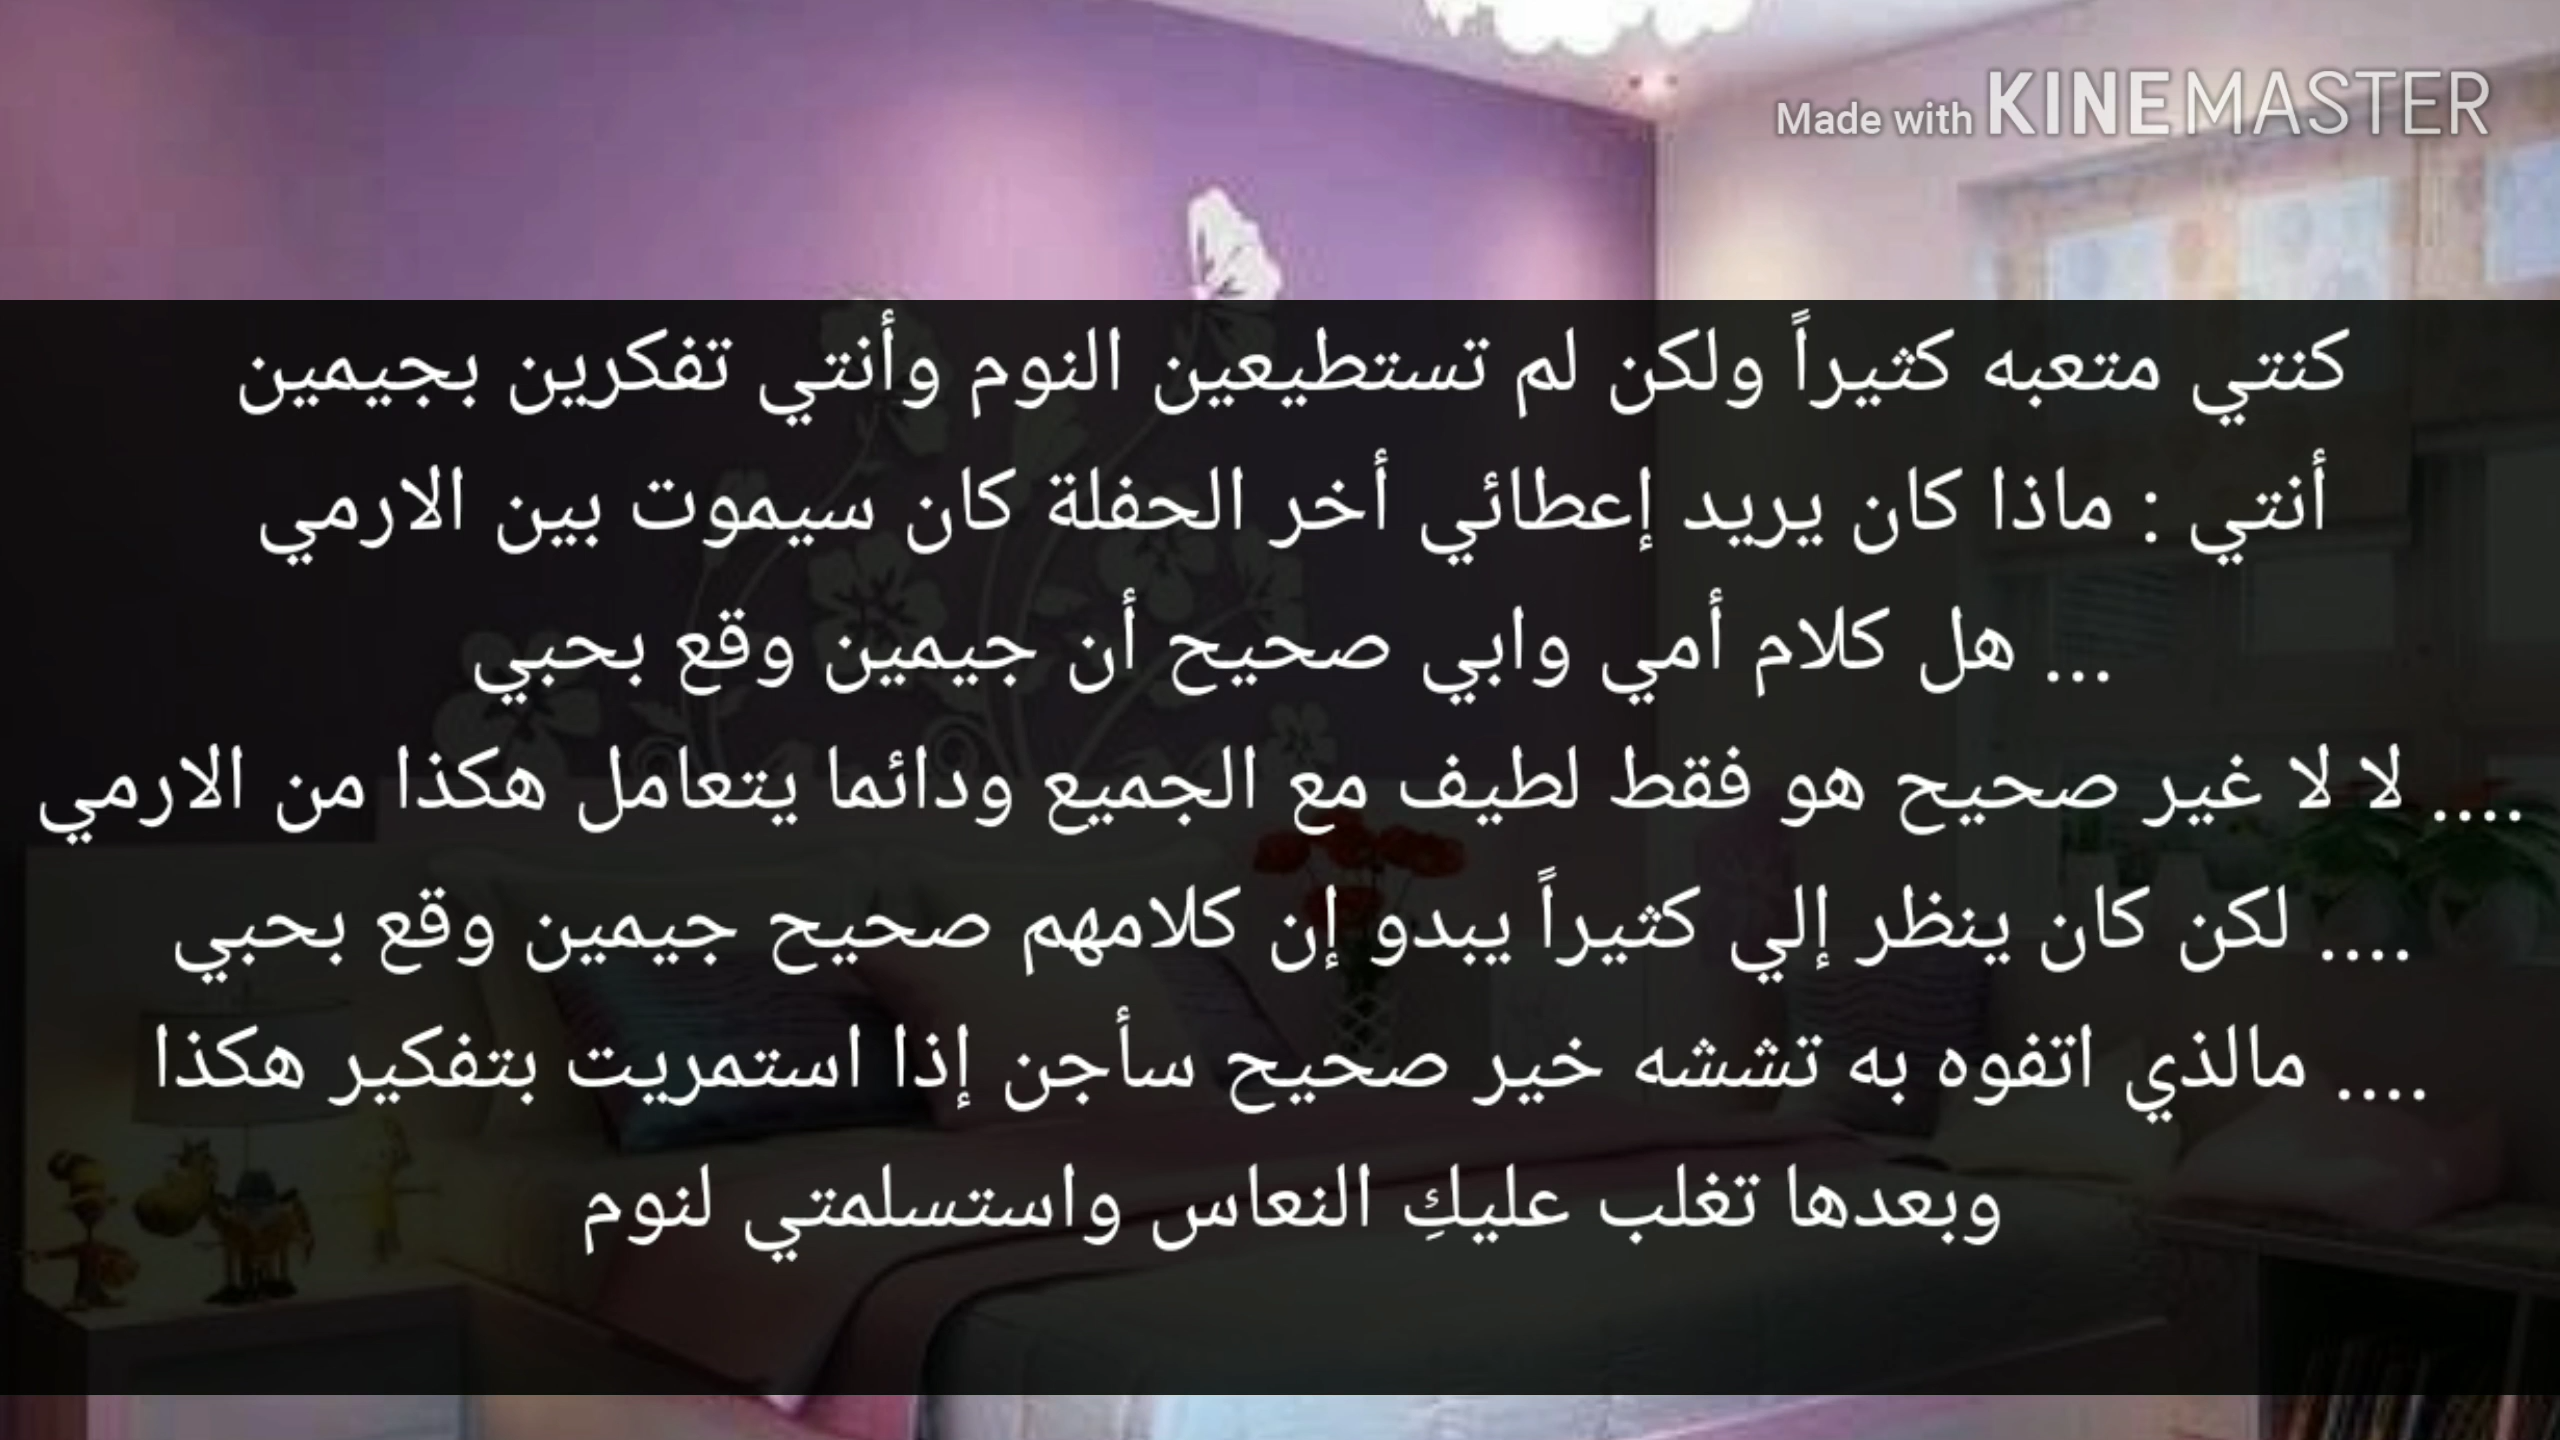 Made with KINEMASTER
كنتي متعبه كثيراً ولكن لم تستطيعين النوم وأنتي تفكرين بجيمين
أنتي : ماذا كان يريد إعطائي أخر الحفلة كان سيموت بين الارمي
... هل كلام أمي وابي صحيح أن جيمين وقع بحبي
.... لا لا غير صحيح هو فقط لطيف مع الجميع ودائما يتعامل هكذا من الارمي
.... لكن كان ينظر إلي كثيراً يبدو إن كلامهم صحيح جيمين وقع بحبي
.... مالذي اتفوه به تششه خير صحيح سأجن إذا استمريت بتفكير هكذا
وبعدها تغلب عليكِ النعاس واستسلمتي لنوم